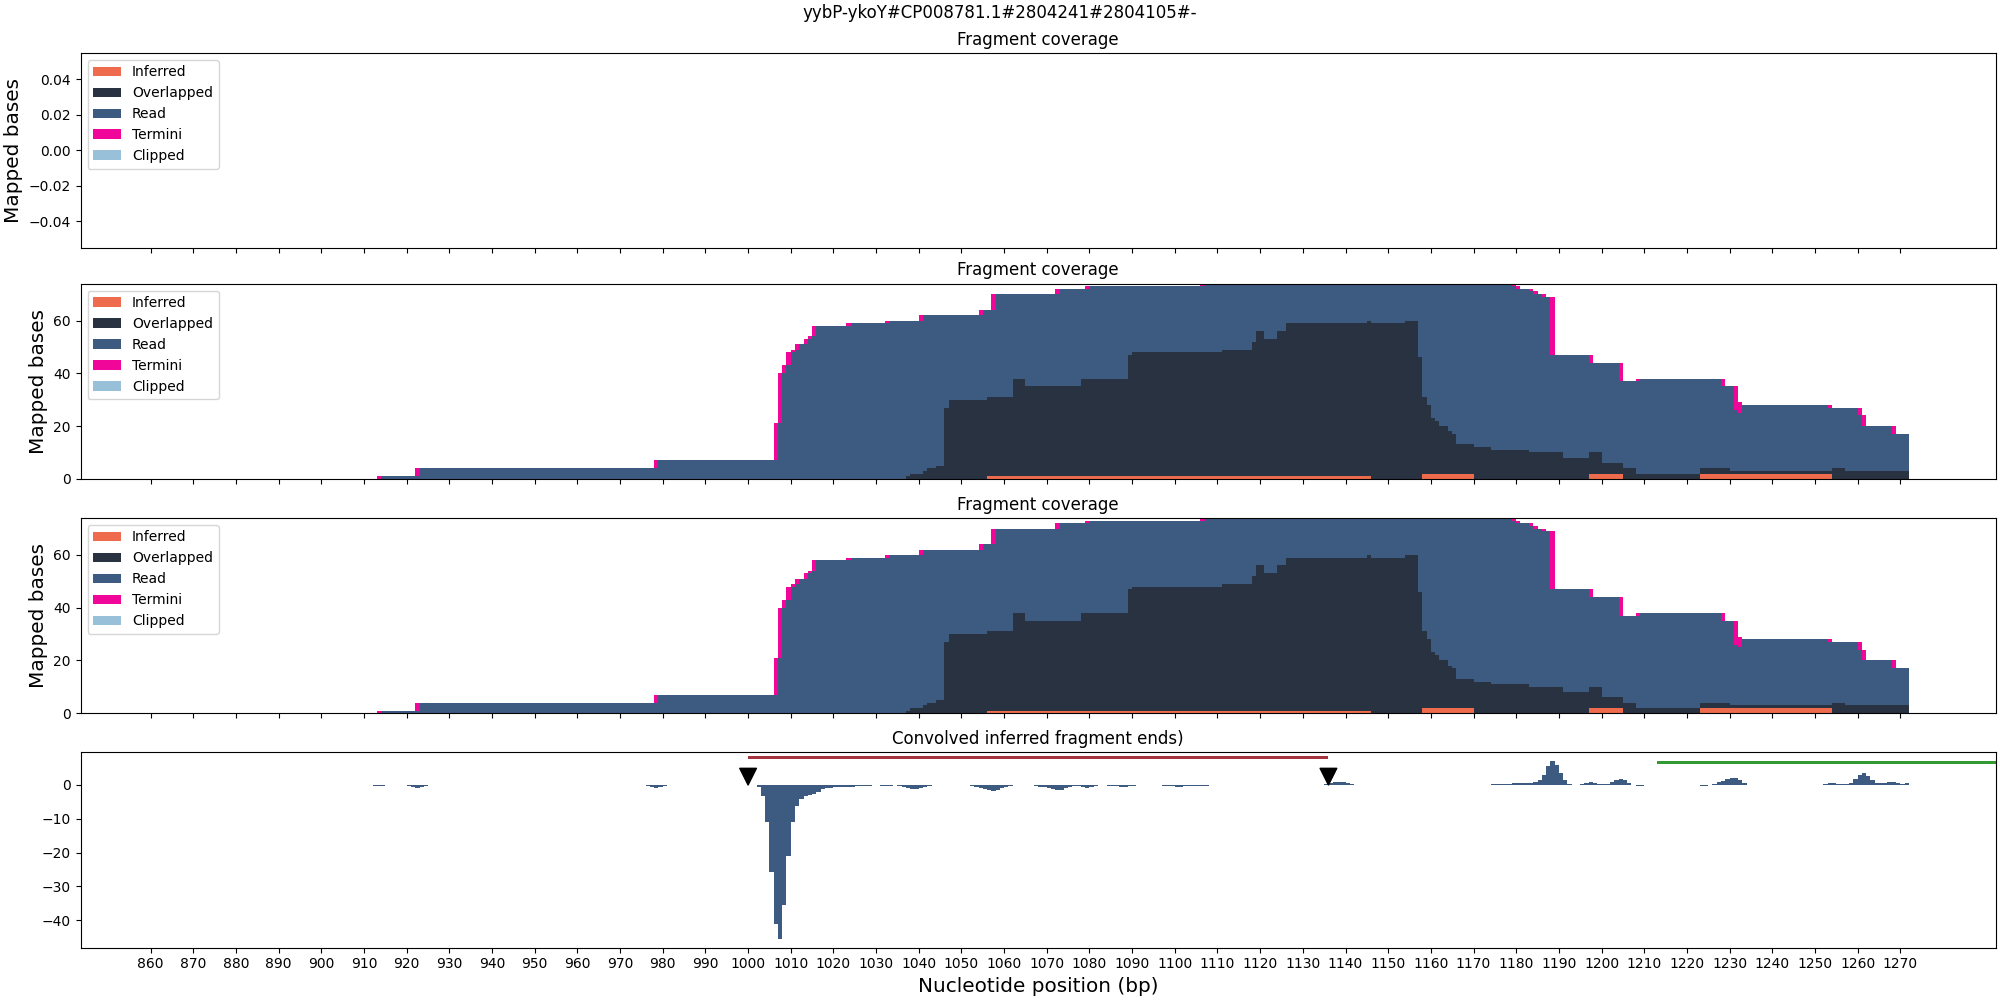 yybP-ykoY#CP008781.1#2804241#2804105#-
Fragment coverage
Mapped bases
0.04
0.02
0.00
−0.02
−0.04
Inferred
Overlapped
Read
Termini
Clipped
Fragment coverage
Mapped bases
60
40
20
0
Inferred
Overlapped
Read
Termini
Clipped
Fragment coverage
Mapped bases
60
40
20
0
Inferred
Overlapped
Read
Termini
Clipped
Convolved inferred fragment ends)
0
−10
−20
−30
−40
860 870 880 890 900 910 920 930 940 950 960 970 980 990 1000 1010 1020 1030 1040 1050 1060 1070 1080 1090 1100 1110 1120 1130 1140 1150 1160 1170 1180 1190 1200 1210 1220 1230 1240 1250 1260 1270
Nucleotide position (bp)